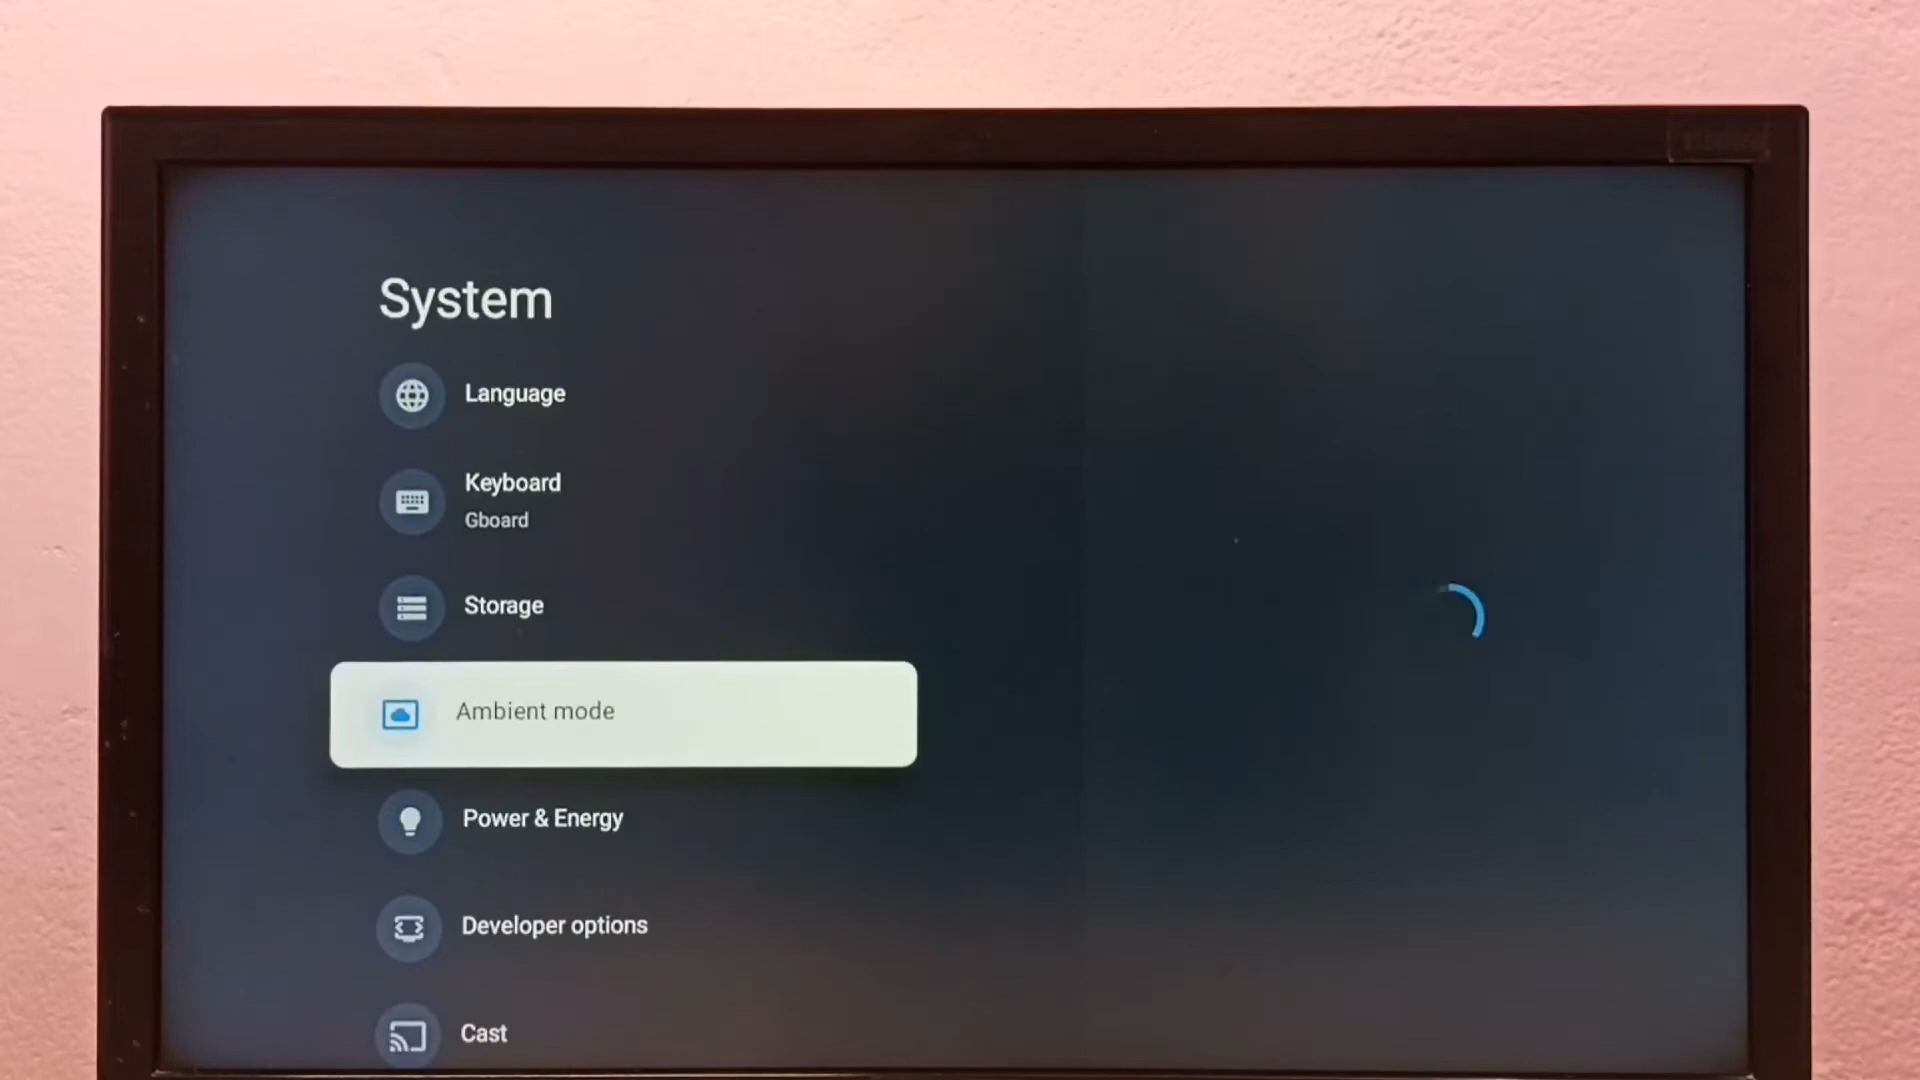 System
Language
Keyboard
Gboard
Storage
Ambient mode
Power & Energy
Developer options
Cast